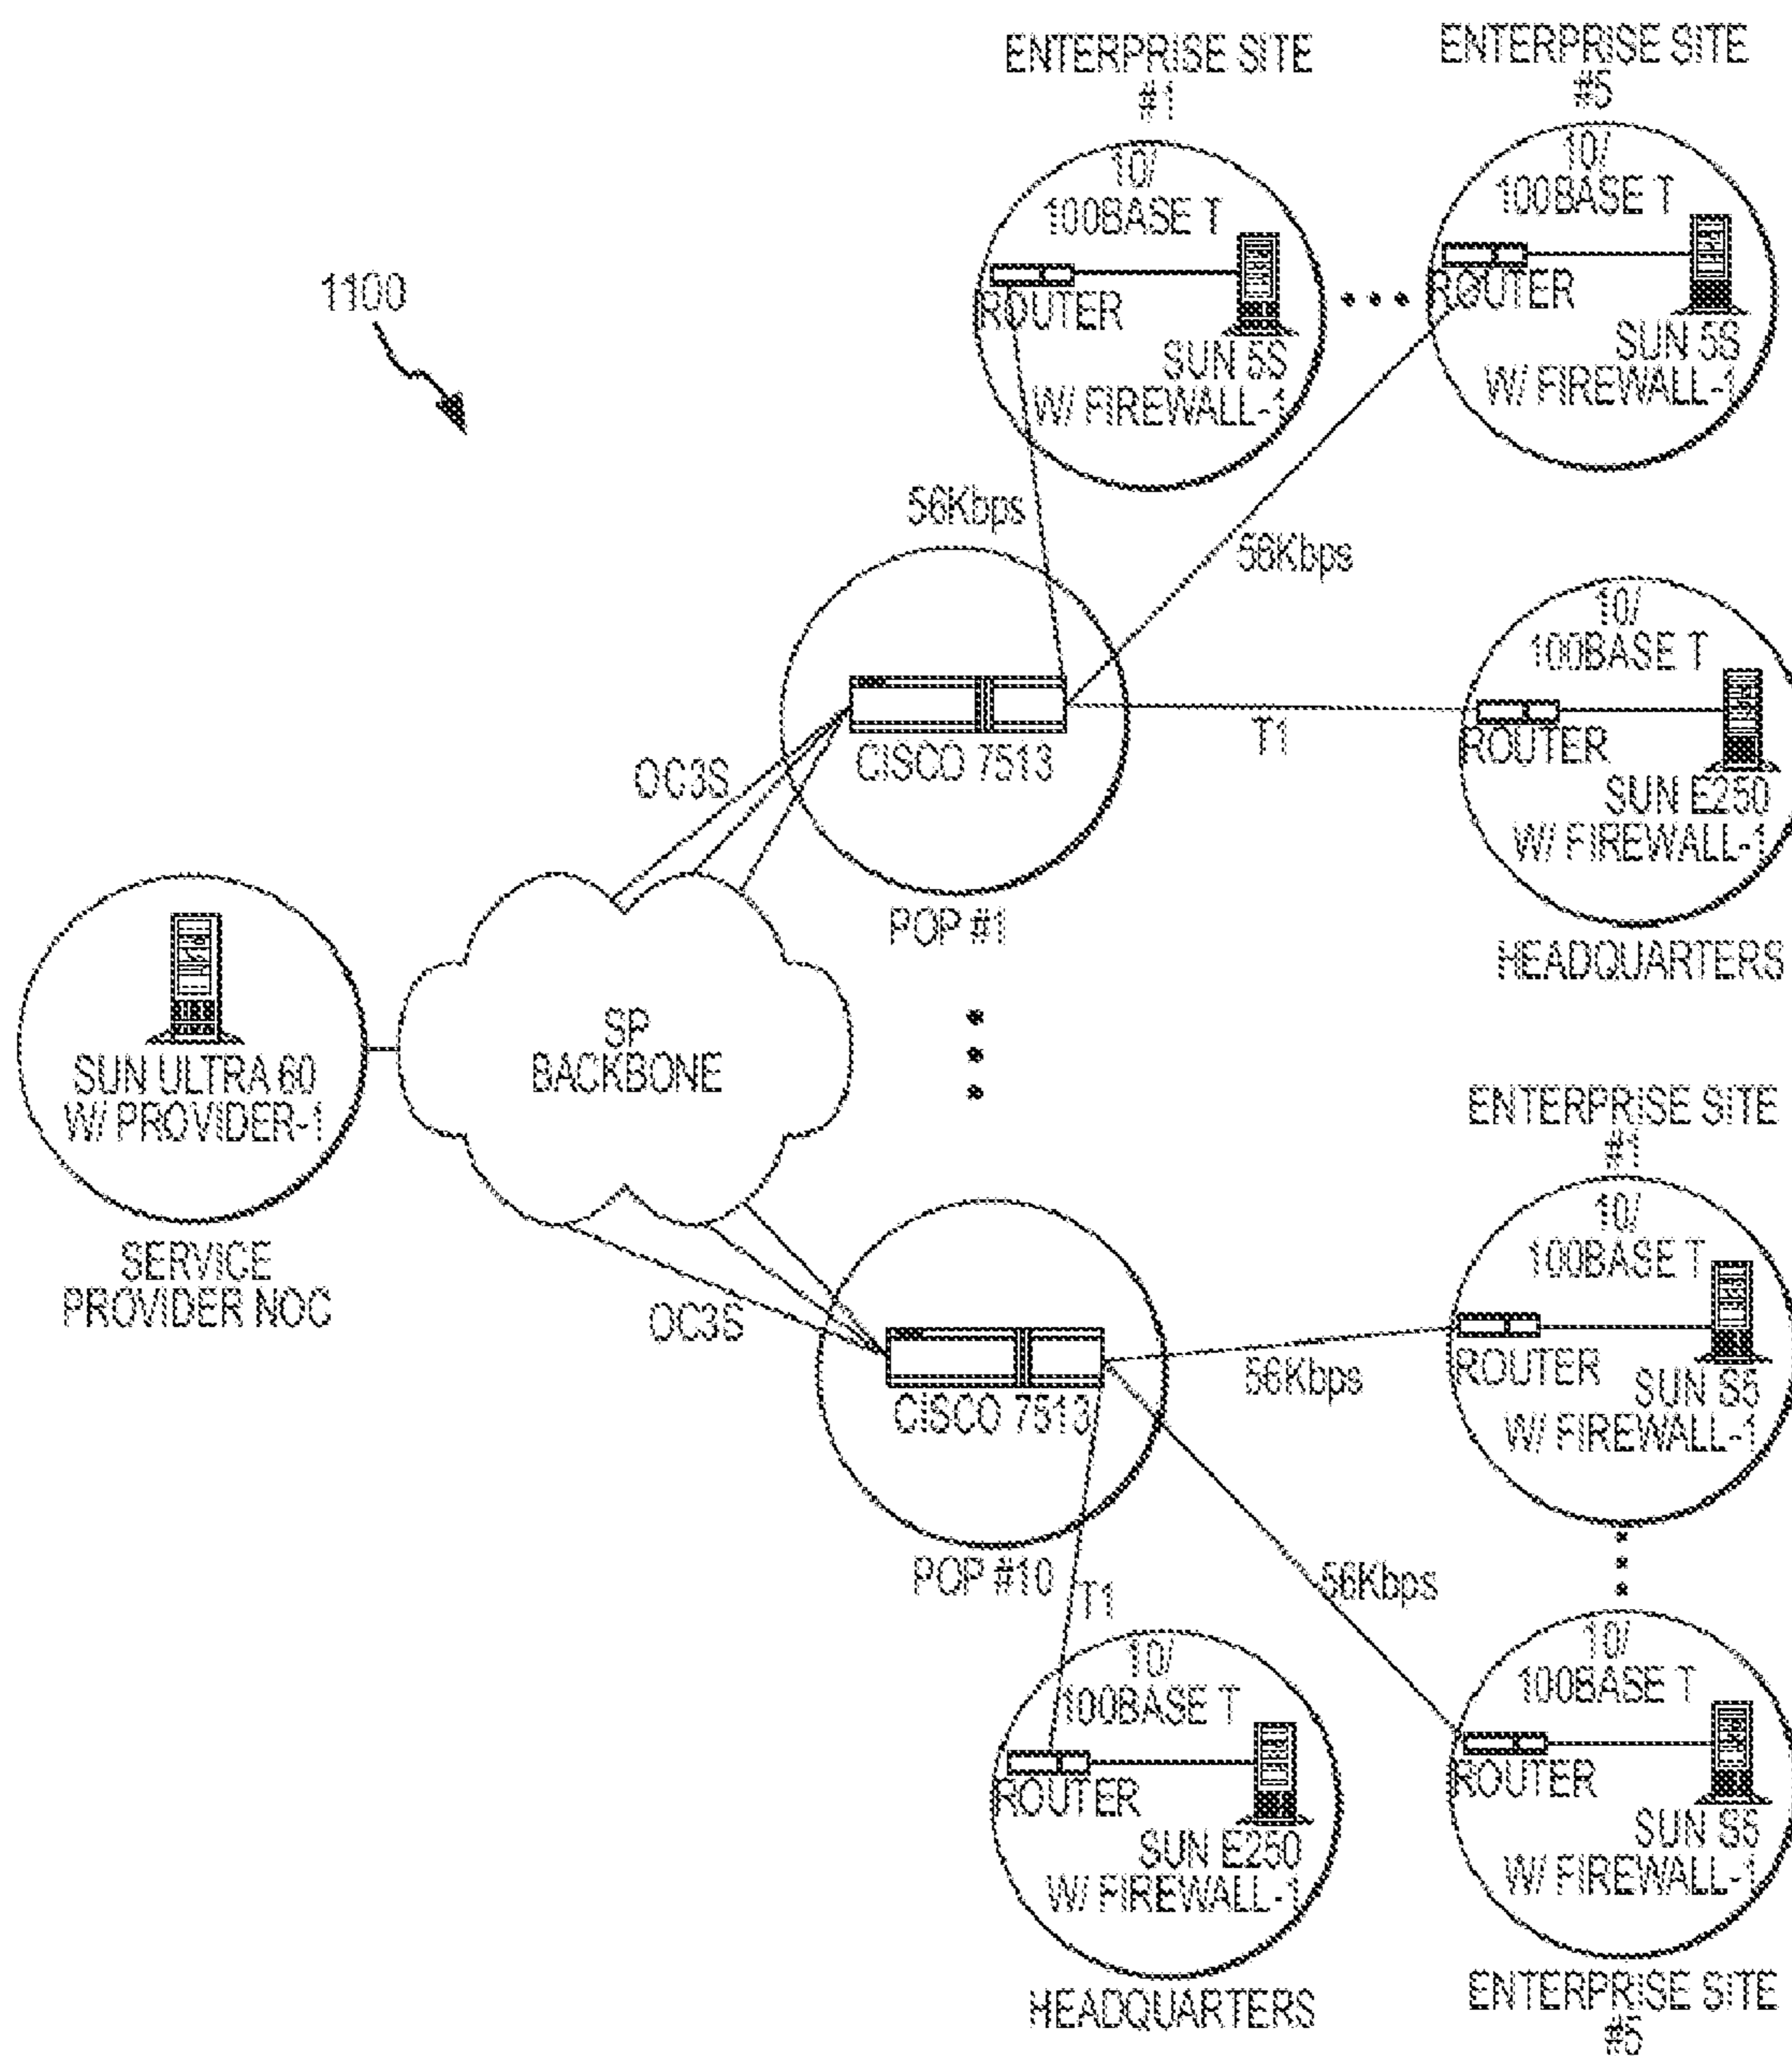 ENTERPRISE SITE
#1
10/
100BASE T
ROUTER
SUN 5S
W/ FIREWALL-1
ENTERPRISE SITE
#5
10/
100BASE T
ROUTER
SUN 5S
W/ FIREWALL-1
1100
56Kbps
56Kbps
10/
100BASE T
ROUTER
SUN E250
W/ FIREWALL-1
HEADQUARTERS
T1
CISCO 7513
OC3S
POP #1
SP
BACKBONE
SUN ULTRA 60
W/ PROVIDER-1
SERVICE
PROVIDER NOC
OC3S
CISCO 7513
POP #10
ENTERPRISE SITE
#1
10/
100BASE T
ROUTER
SUN S5
W/ FIREWALL-1
56Kbps
56Kbps
T1
10/
100BASE T
ROUTER
SUN E250
W/ FIREWALL-1
HEADQUARTERS
10/
100BASE T
ROUTER
SUN S5
W/ FIREWALL-1
ENTERPRISE SITE
#5